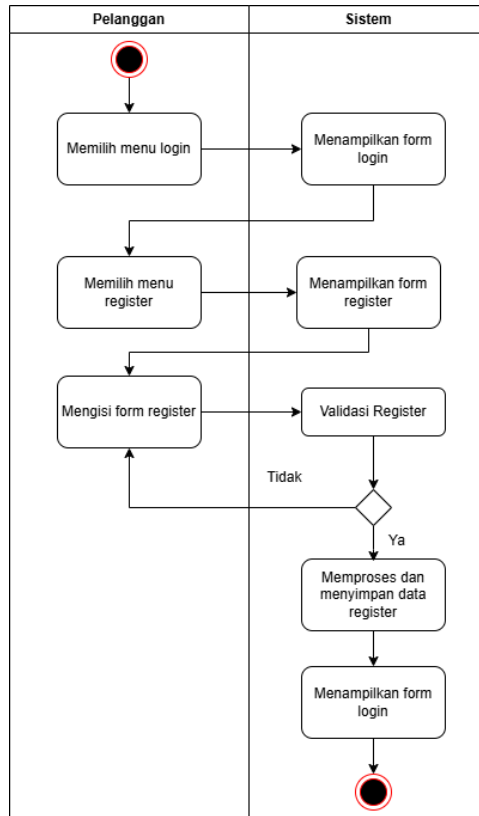 Pelanggan
Sistem
Memilih menu login
Menampilkan form
login
Memilih menu
register
Menampilkan form
register
Mengisi form register
Validasi Register
Tidak
Ya
Memproses dan
menyimpan data
register
Menampilkan form
login